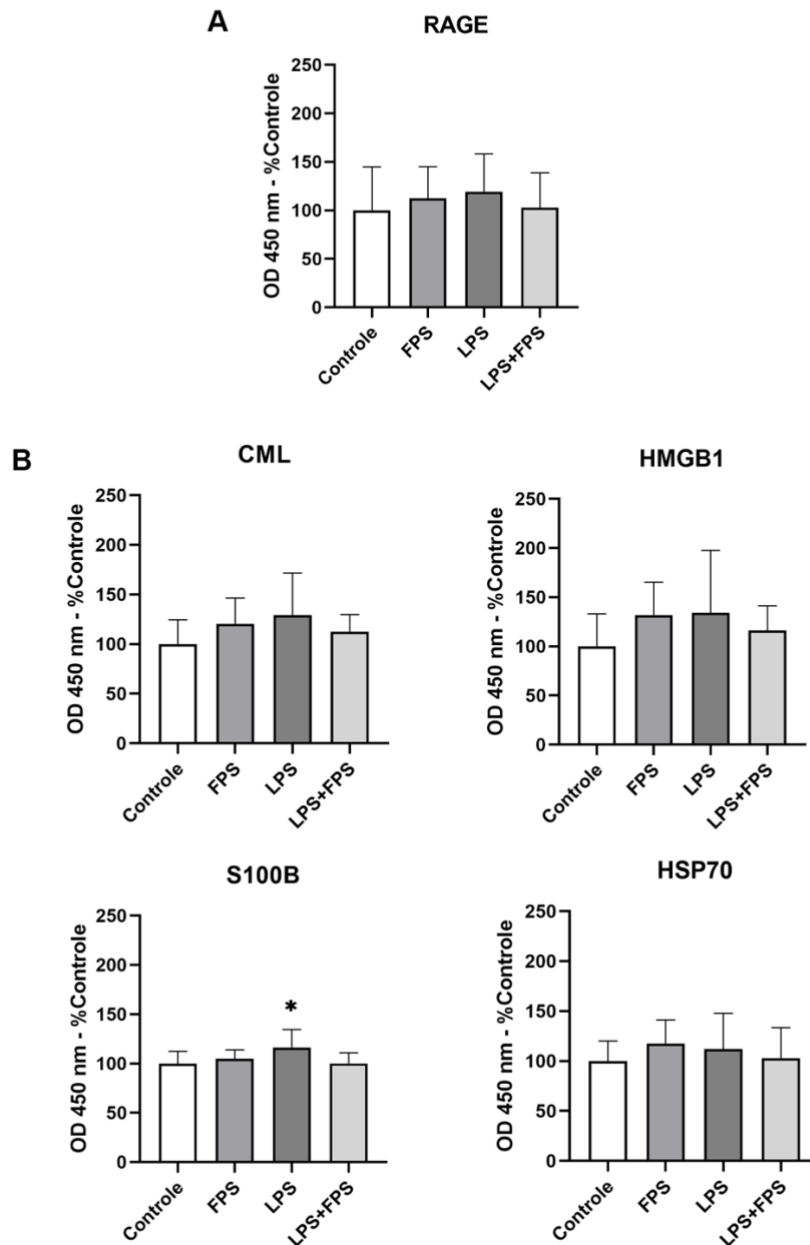 A
RAGE
OD 450 nm - %Controle
250
200
150
100
50
0
Controle
FPS
LPS
LPS+FPS
B
CML
OD 450 nm - %Controle
250
200
150
100
50
0
Controle
FPS
LPS
LPS+FPS
HMGB1
OD 450 nm - %Controle
250
200
150
100
50
0
Controle
FPS
LPS
LPS+FPS
S100B
OD 450 nm - %Controle
250
200
150
100
50
0
*
Controle
FPS
LPS
LPS+FPS
HSP70
OD 450 nm - %Controle
250
200
150
100
50
0
Controle
FPS
LPS
LPS+FPS